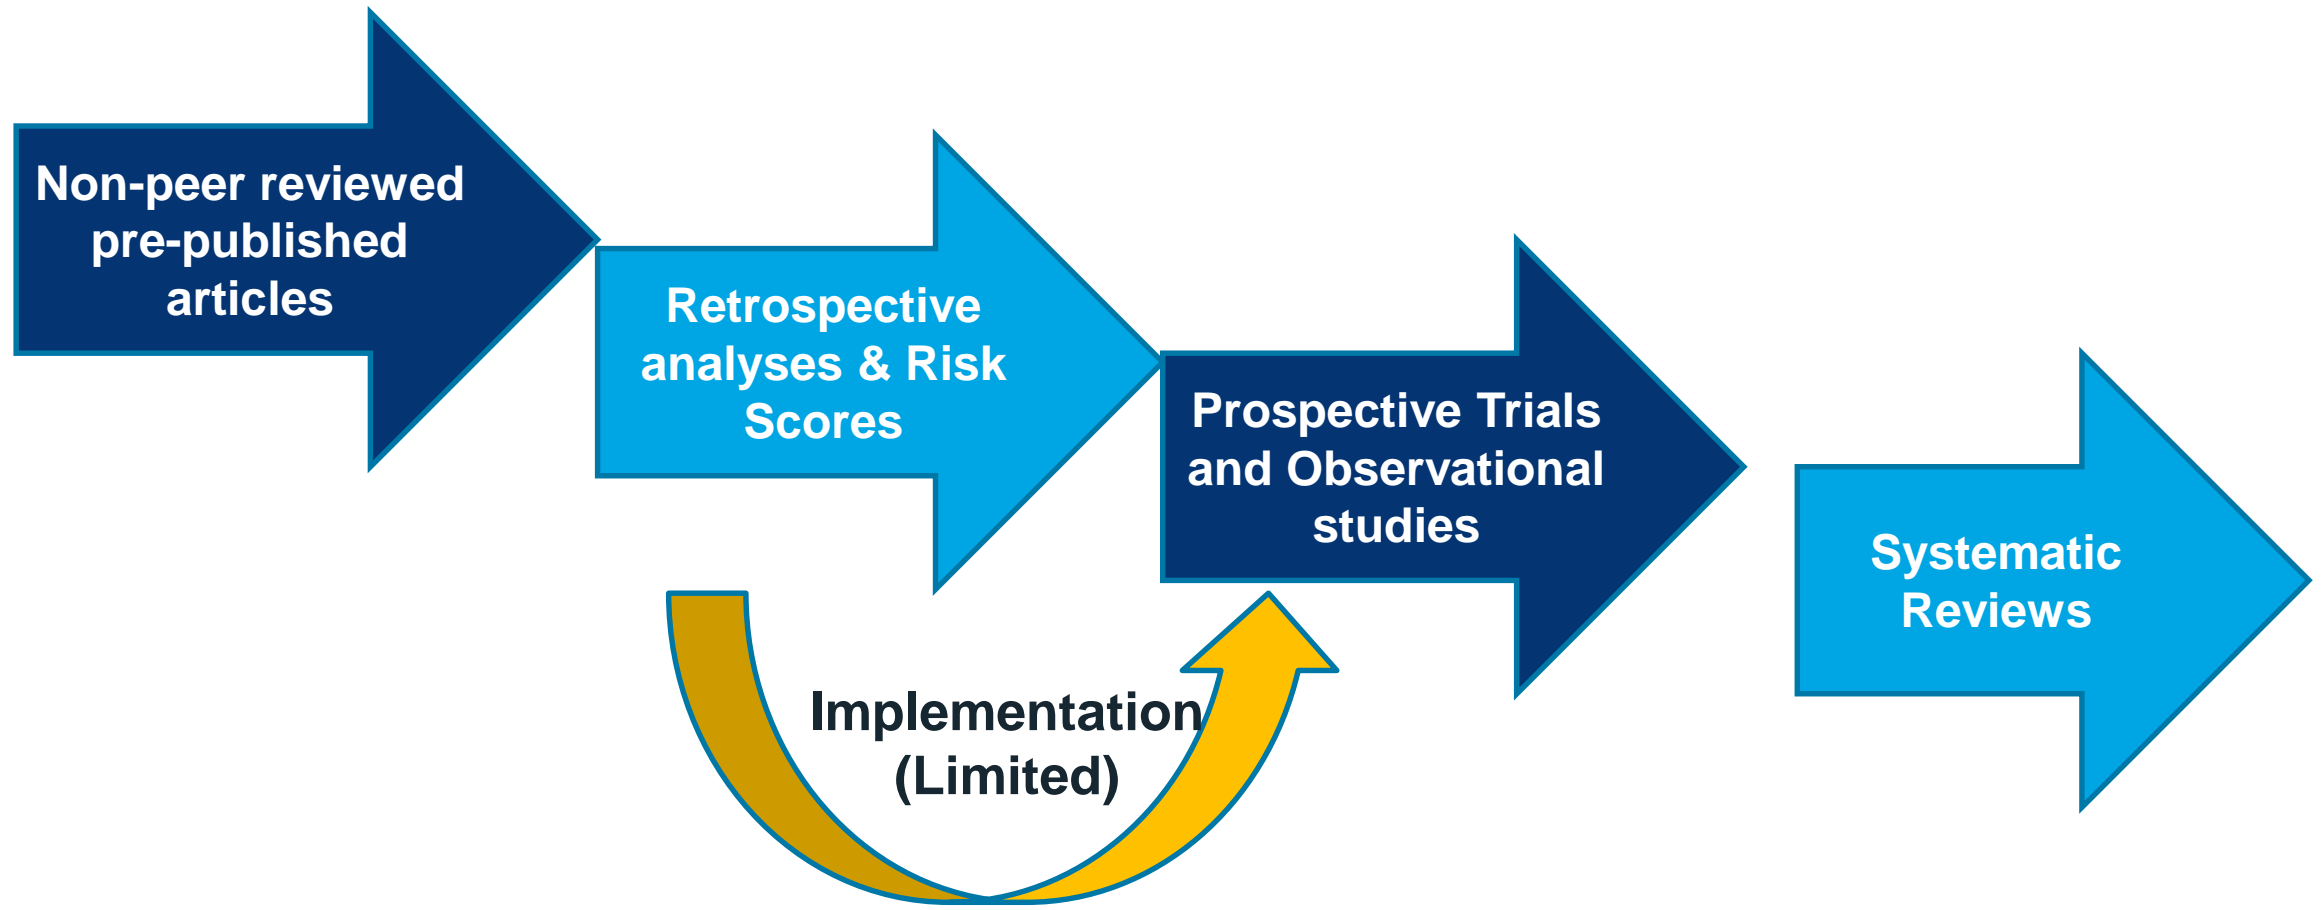 Non-peer reviewed
pre-published
articles
Retrospective
analyses & Risk
Scores
Prospective Trials
and Observational
studies
Systematic
Reviews
Implementation
(Limited)